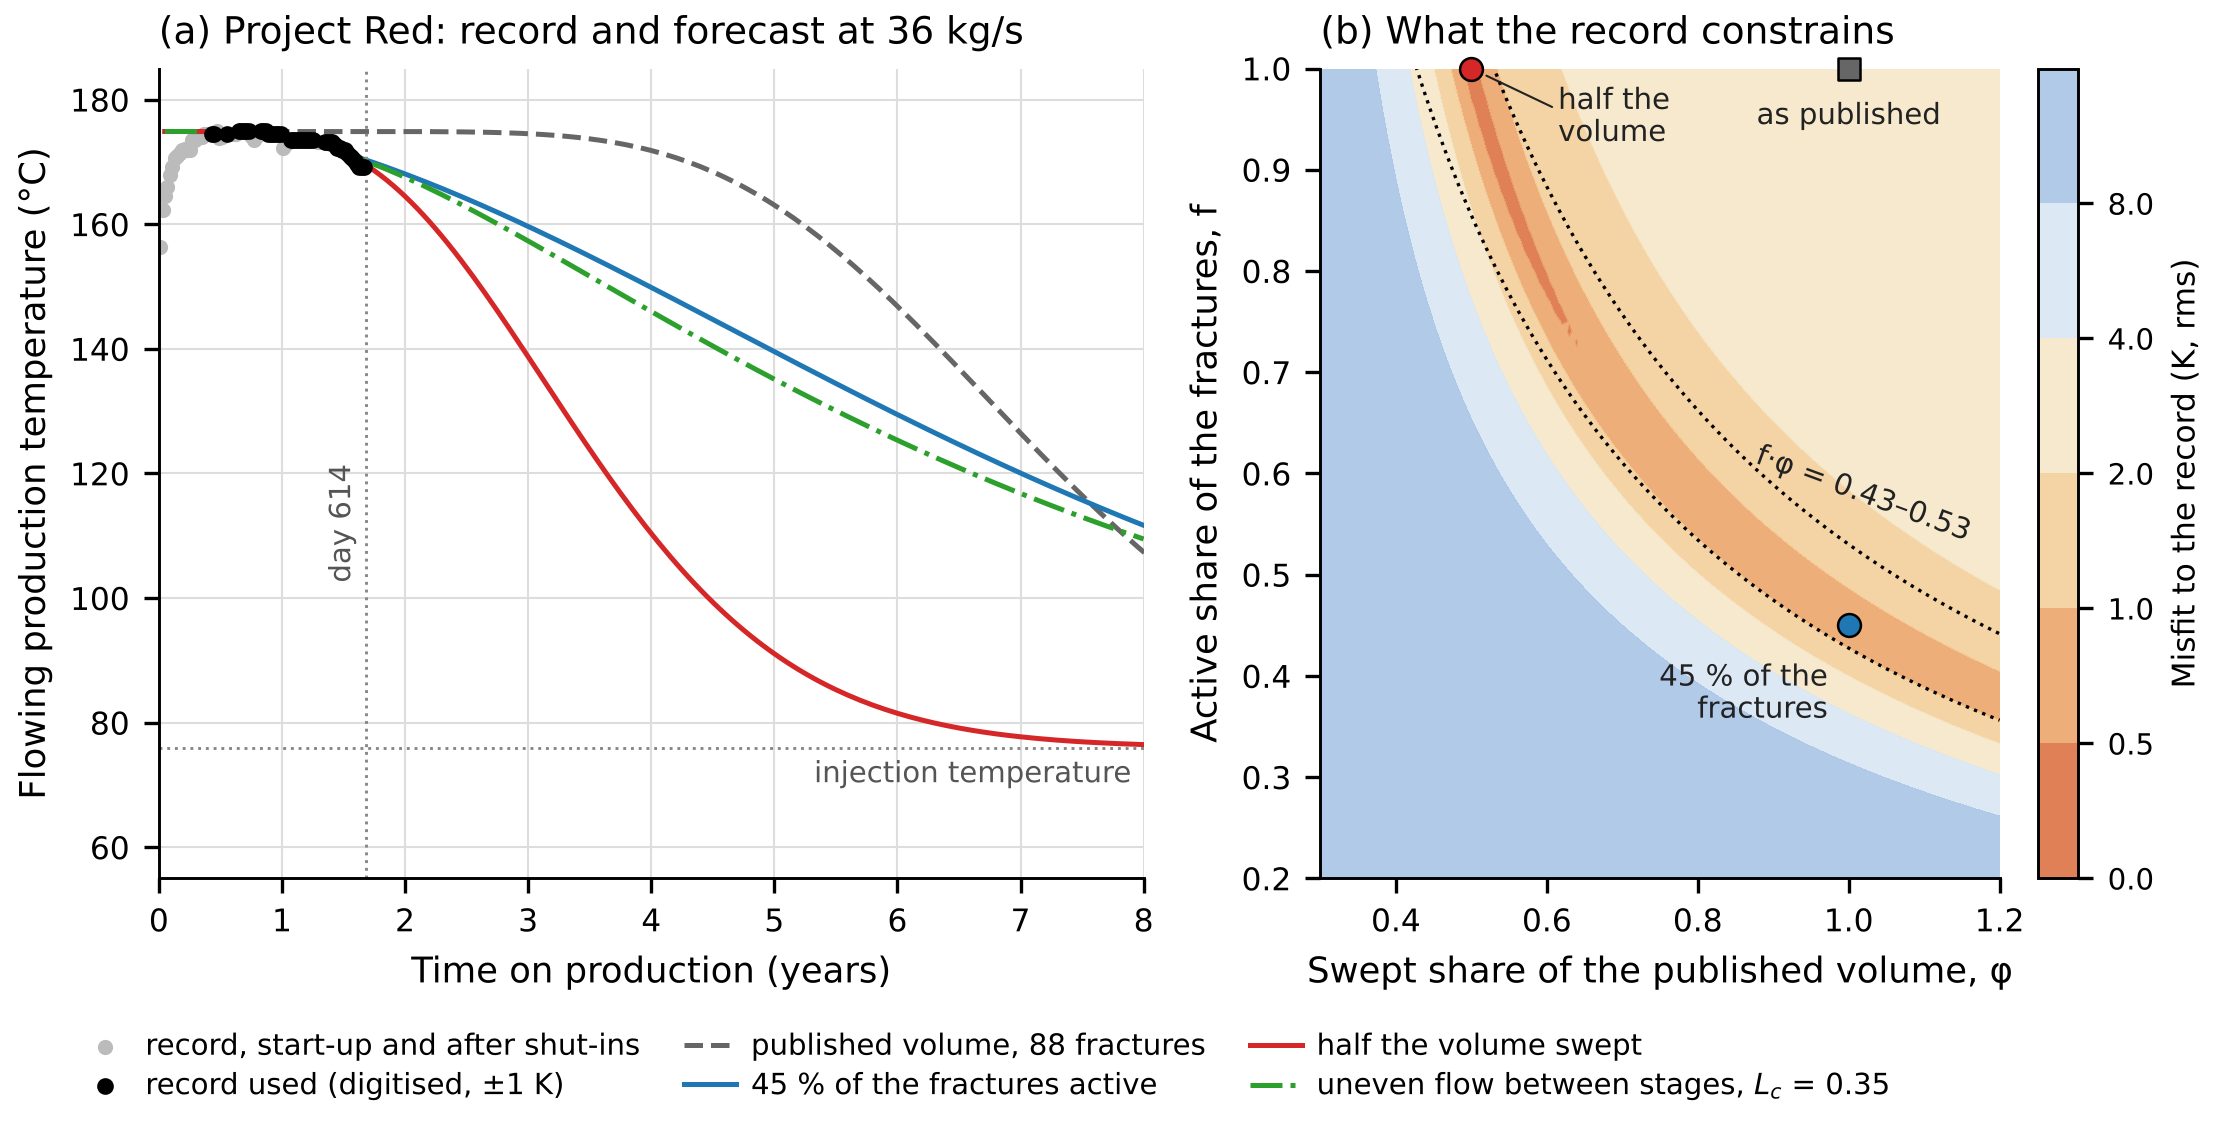 (a) Project Red: record and forecast at 36 kg/s
Flowing production temperature (°C)
180
160
140
120
100
80
60
day 614
injection temperature
0 1 2 3 4 5 6 7 8
Time on production (years)
(b) What the record constrains
Active share of the fractures, f
1.0
0.9
0.8
0.7
0.6
0.5
0.4
0.3
0.2
half the
volume
as published
f·φ = 0.43–0.53
45 % of the
fractures
0.4 0.6 0.8 1.0 1.2
Swept share of the published volume, φ
8.0
4.0
2.0
1.0
0.5
0.0
Misfit to the record (K, rms)
record, start-up and after shut-ins
record used (digitised, ±1 K)
published volume, 88 fractures
45 % of the fractures active
half the volume swept
uneven flow between stages, Lc = 0.35